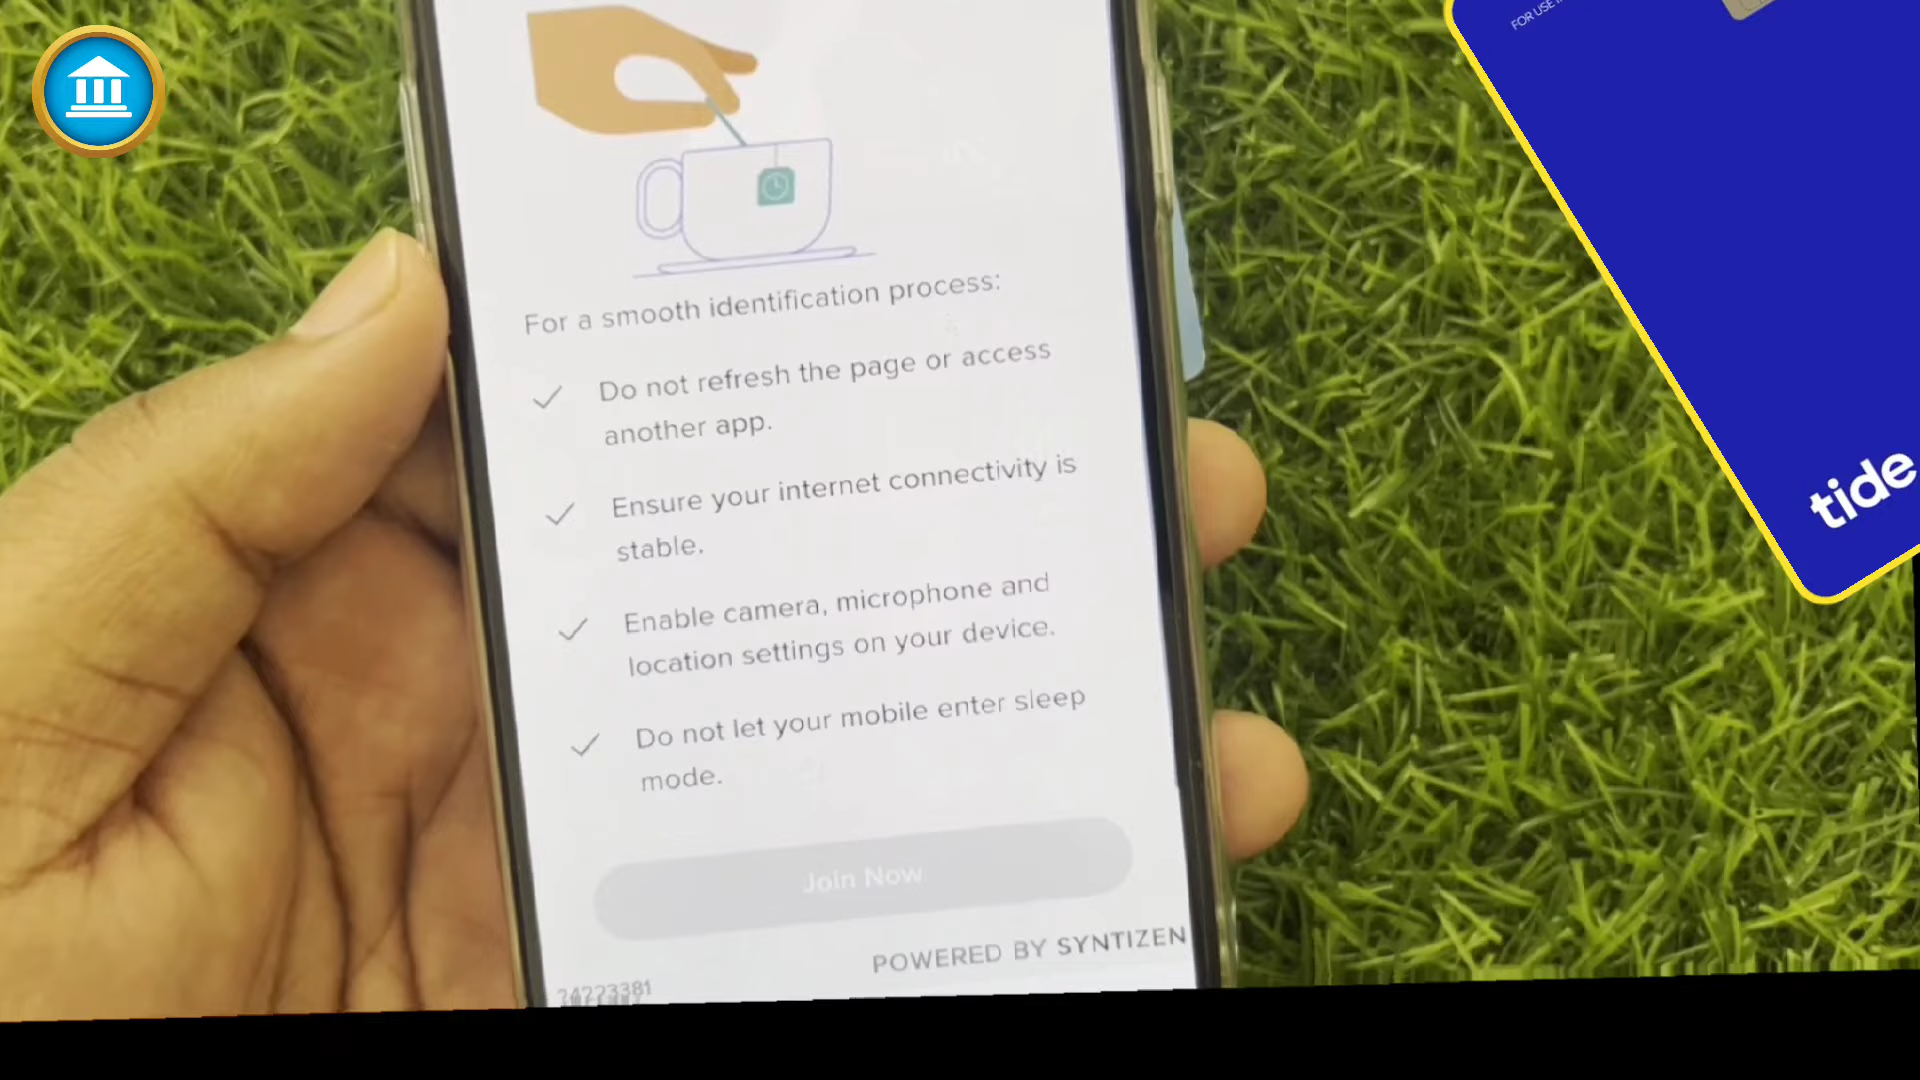 FOR USE
For a smooth identification process:
Do not refresh the page or access
another app.
Ensure your internet connectivity is
stable.
Enable camera, microphone and
location settings on your device.
Do not let your mobile enter sleep
mode.
Join Now
POWERED BY SYNTIZEN
24223381
tide